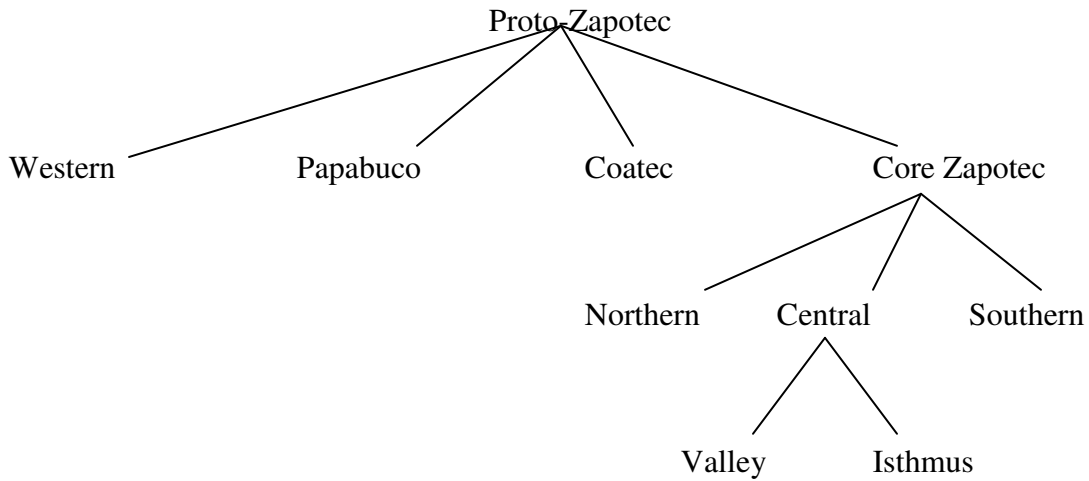 Proto-Zapotec
Western Papabuco Coatec Core Zapotec
Northern Central Southern
Valley Isthmus